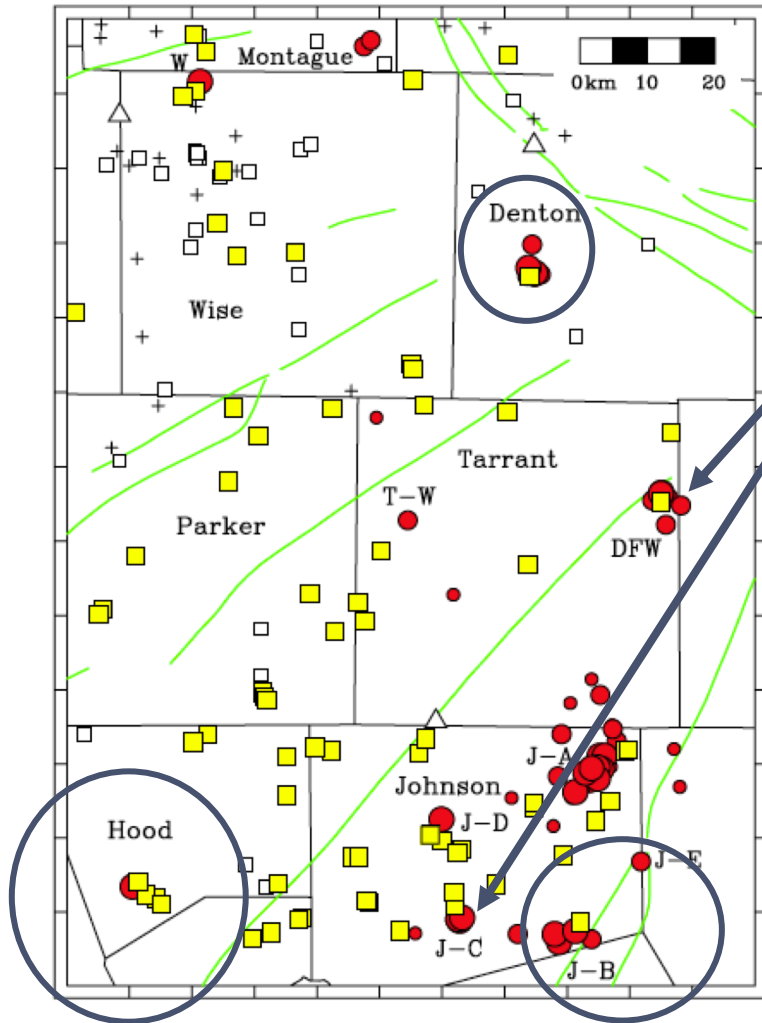 Montague
W
0km 10 20
Denton
Wise
Tarrant
T-W
Parker
DFW
J-A
Johnson
J-D
Hood
J-E
J-C
J-B